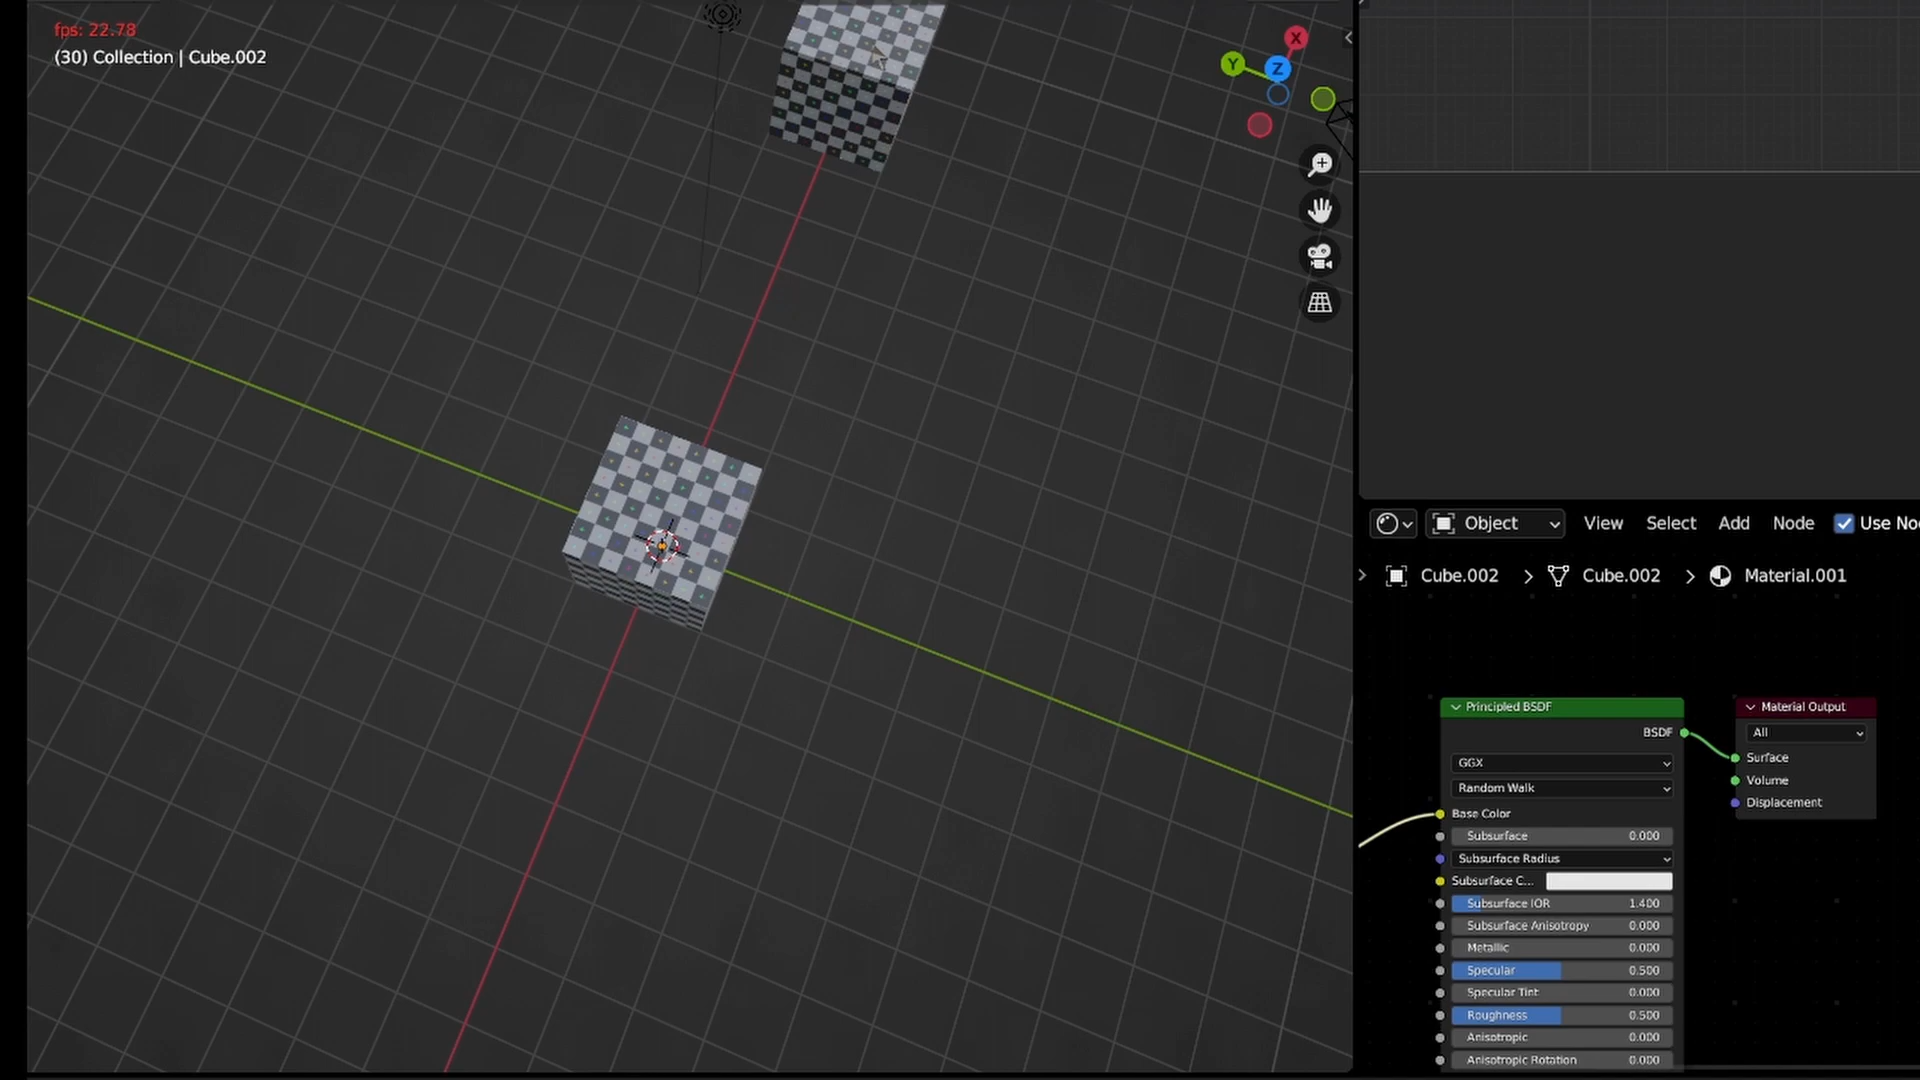 fps: 22.78
(30) Collection | Cube.002
X
Y
Z
Object
View
Select
Add
Node
Use No
Cube.002
Cube.002
Material.001
Principled BSDF
BSDF
GGX
Random Walk
Base Color
Subsurface 0.000
Subsurface Radius
Subsurface C...
Subsurface IOR 1.400
Subsurface Anisotropy 0.000
Metallic 0.000
Specular 0.500
Specular Tint 0.000
Roughness 0.500
Anisotropic 0.000
Anisotropic Rotation 0.000
Material Output
All
Surface
Volume
Displacement